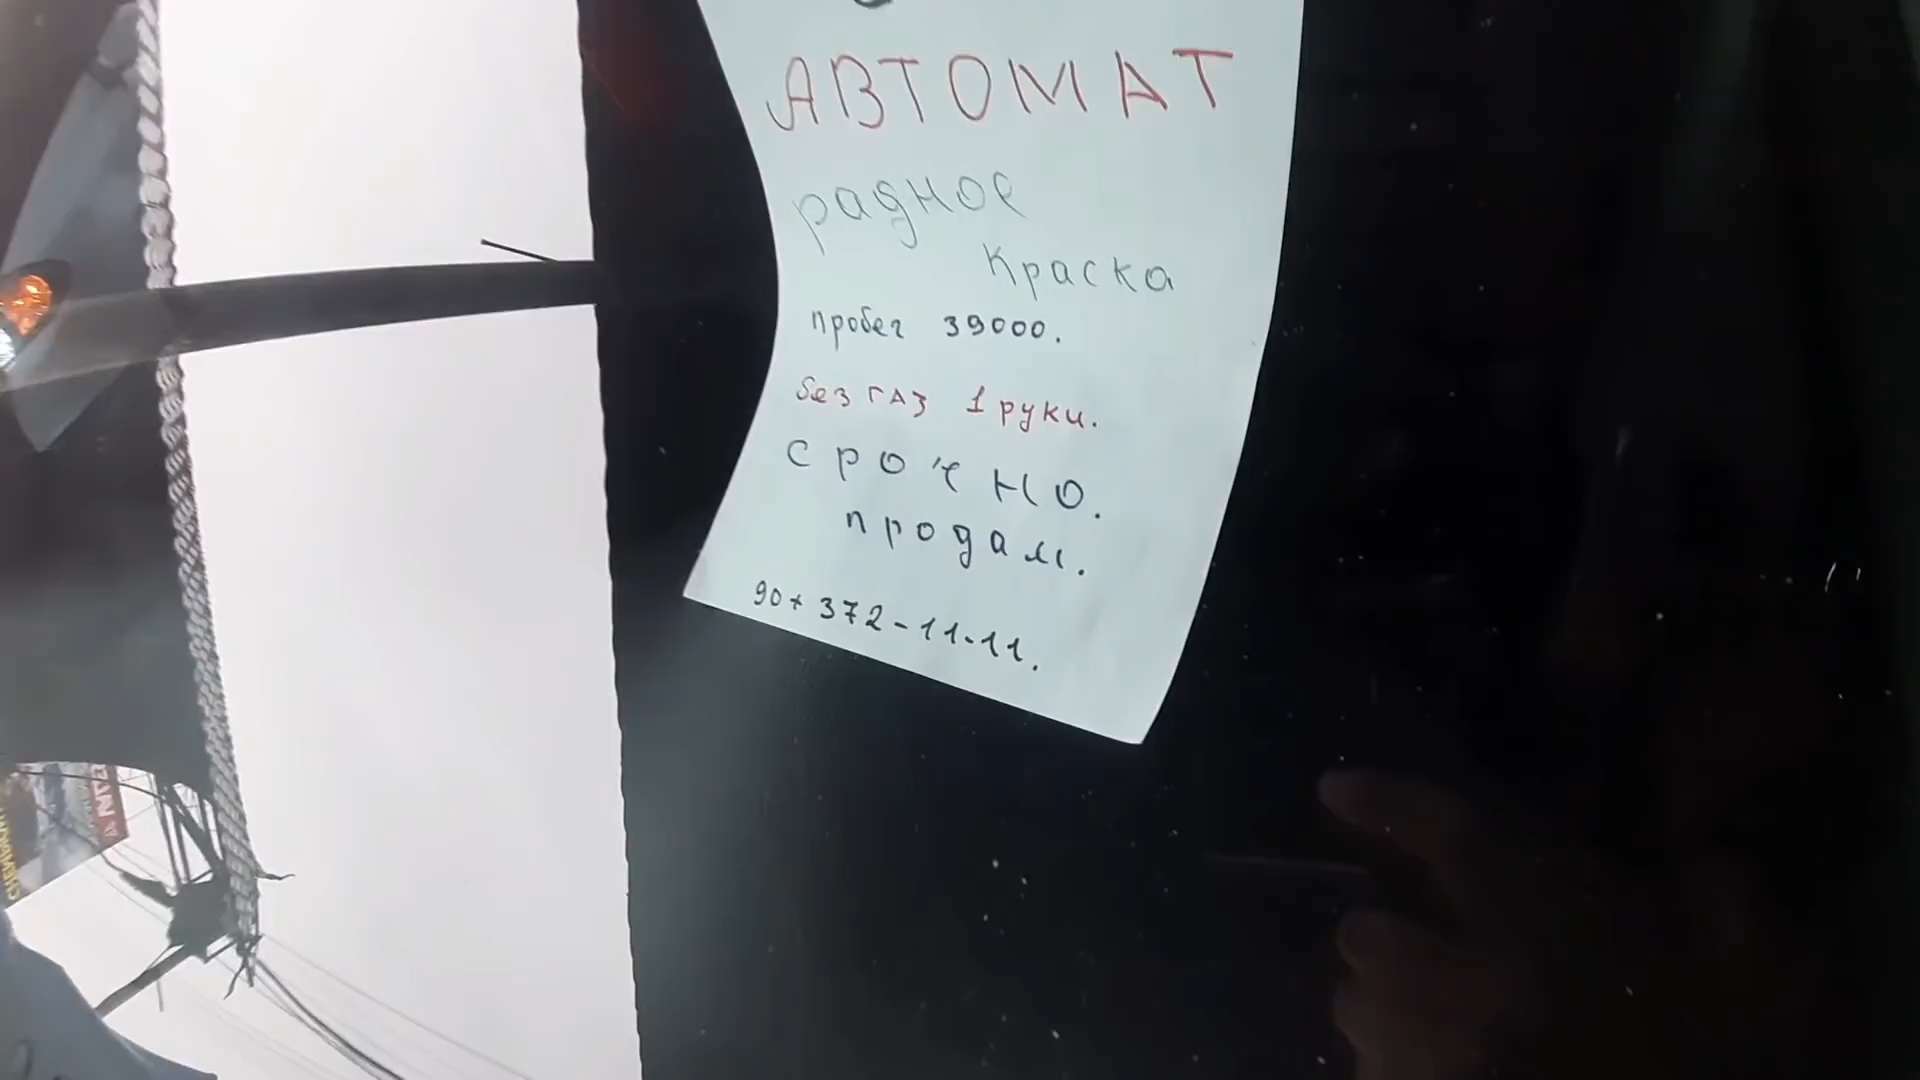 АВТОМАТ
радное
краска
пробег 39000.
без газ 1 руки.
срочно.
продам.
90+ 372-11-11.